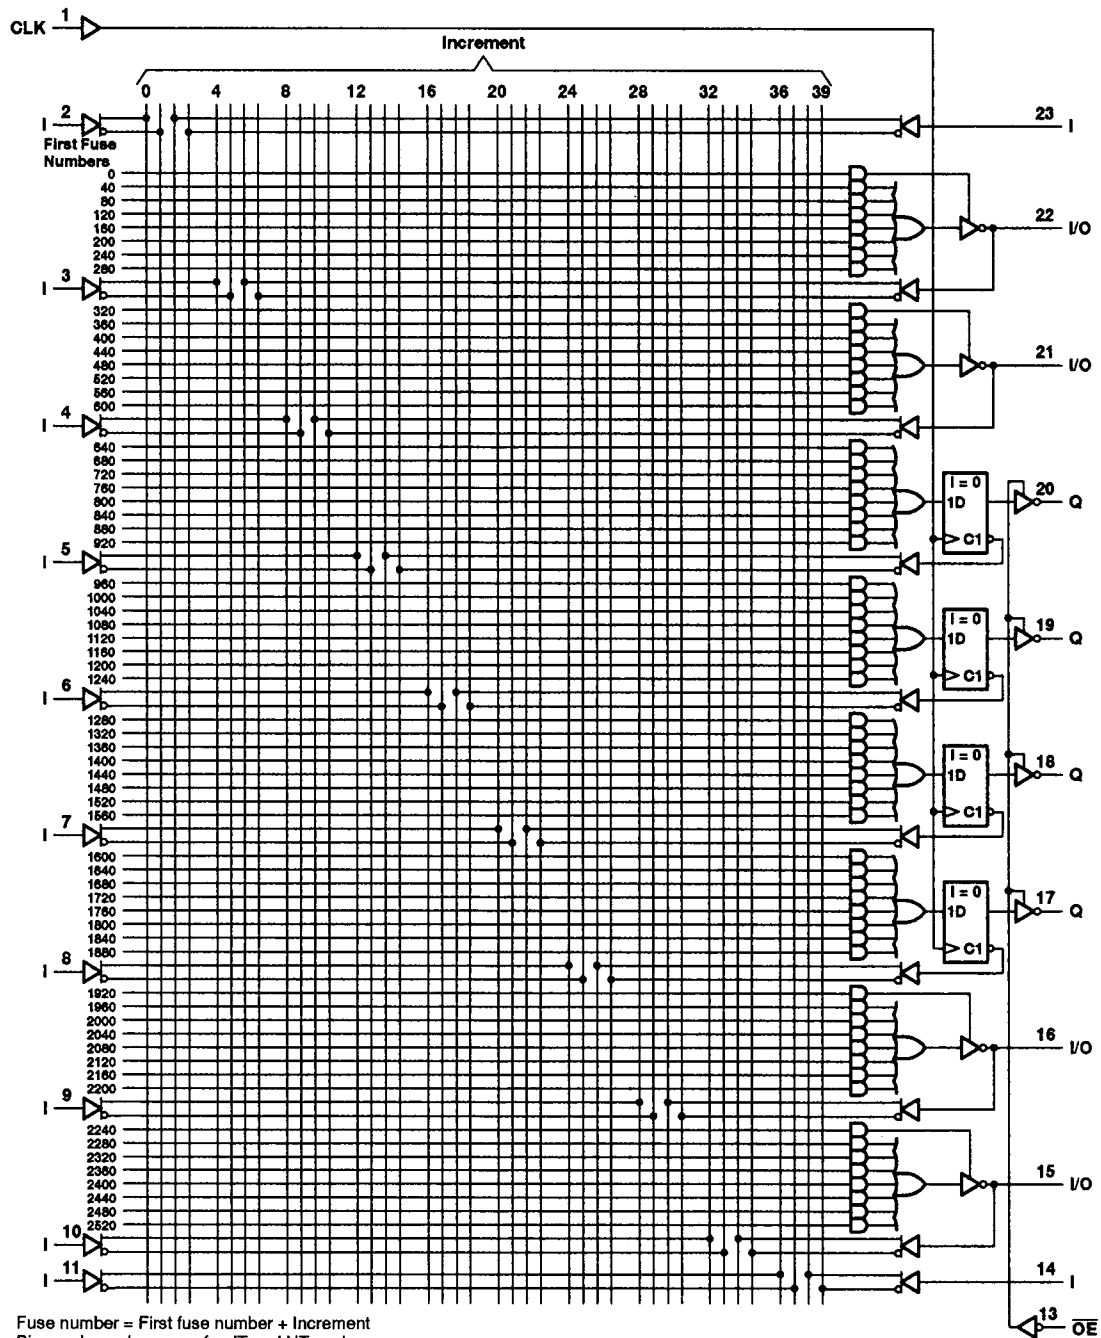 CLK 1
Increment
0 4 8 12 16 20 24 28 32 36 39
I 2 23 I
First Fuse
Numbers
0
40
80
120
160 22 I/O
200
240
280
I 3
320
360
400
440
480 21 I/O
520
560
600
I 4
640
680
720
760 I = 0
800 1D 20 Q
840
880
920 C1
I 5
960
1000
1040
1080 I = 0
1120 1D 19 Q
1160
1200
1240 C1
I 6
1280
1320
1360
1400 I = 0
1440 1D 18 Q
1480
1520
1560 C1
I 7
1600
1640
1680
1720 I = 0
1760 1D 17 Q
1800
1840
1880 C1
I 8
1920
1960
2000
2040
2080 16 I/O
2120
2160
2200
I 9
2240
2280
2320
2360
2400 15 I/O
2440
2480
2520
I 10
I 11 14 I
13 OE
Fuse number = First fuse number + Increment